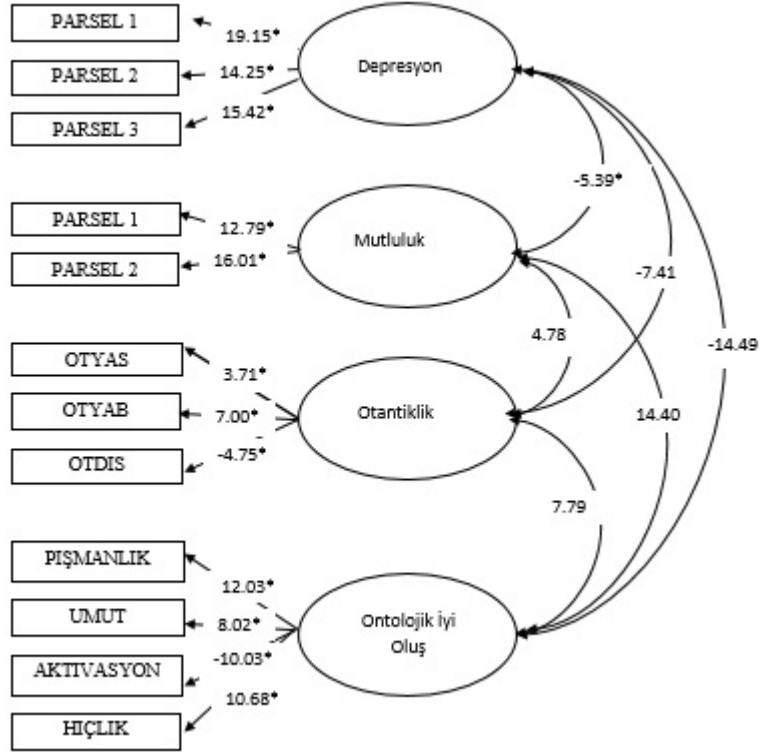 PARSEL 1
19.15*
PARSEL 2
14.25*
PARSEL 3
15.42*
Depresyon
-5.39*
PARSEL 1
12.79*
PARSEL 2
16.01*
Mutluluk
-7.41
4.78
-14.49
OTYAS
3.71*
OTYAB
7.00*
OTDIS
-4.75*
Otantiklik
14.40
7.79
PIŞMANLIK
12.03*
UMUT
8.02*
AKTIVASYON
-10.03*
HIÇLIK
10.68*
Ontolojik İyi
Oluş